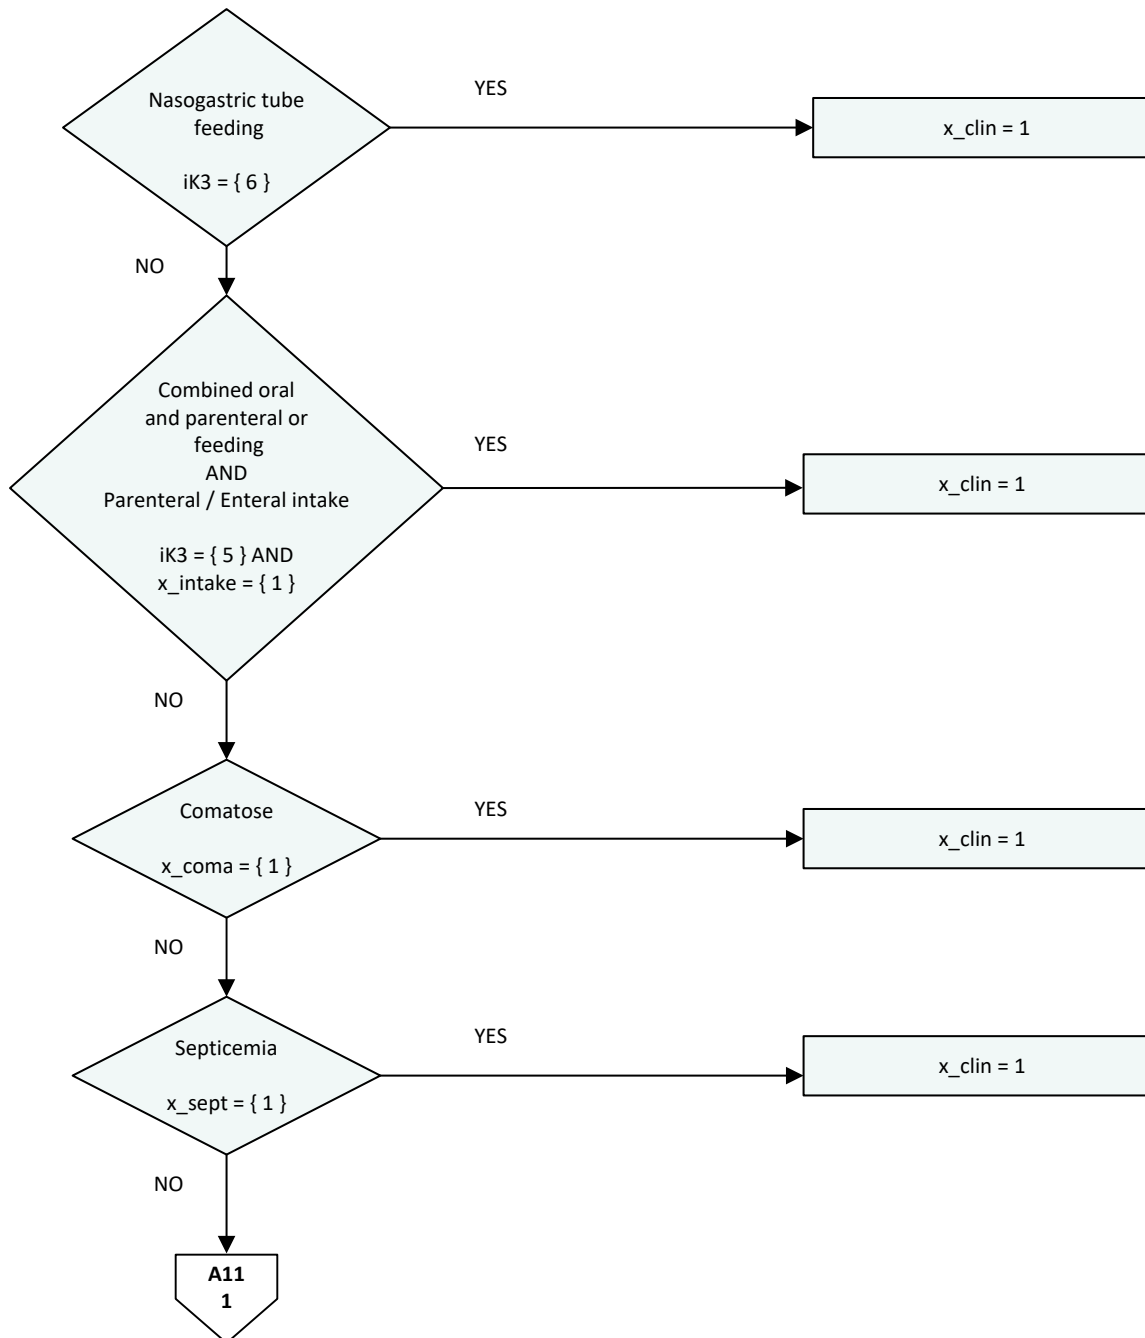 Nasogastric tube
feeding
iK3 = { 6 }
YES
x_clin = 1
NO
Combined oral
and parenteral or
feeding
AND
Parenteral / Enteral intake
iK3 = { 5 } AND
x_intake = { 1 }
YES
x_clin = 1
NO
Comatose
x_coma = { 1 }
YES
x_clin = 1
NO
Septicemia
x_sept = { 1 }
YES
x_clin = 1
NO
A11
1